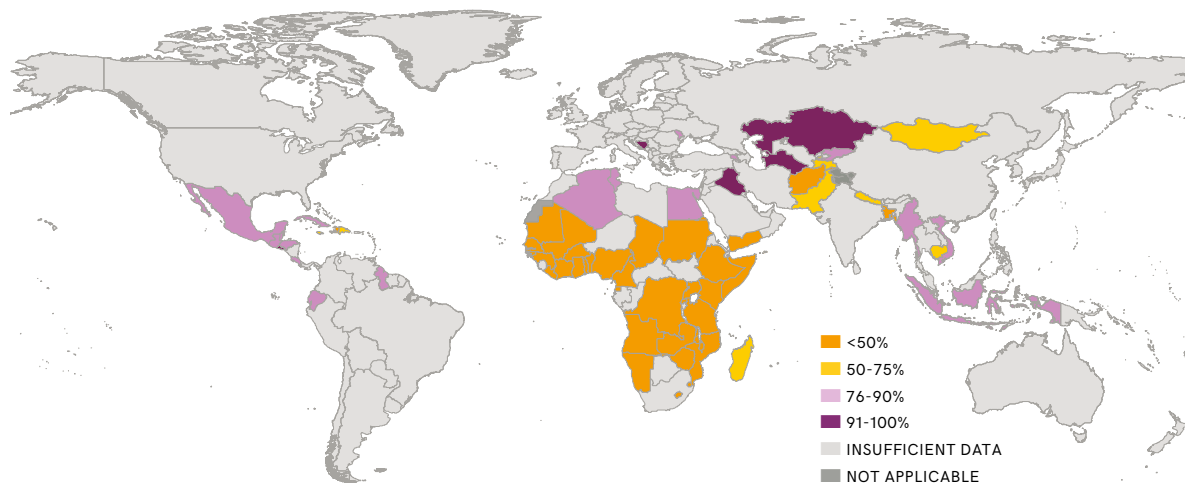 <50%
50-75%
76-90%
91-100%
INSUFFICIENT DATA
NOT APPLICABLE